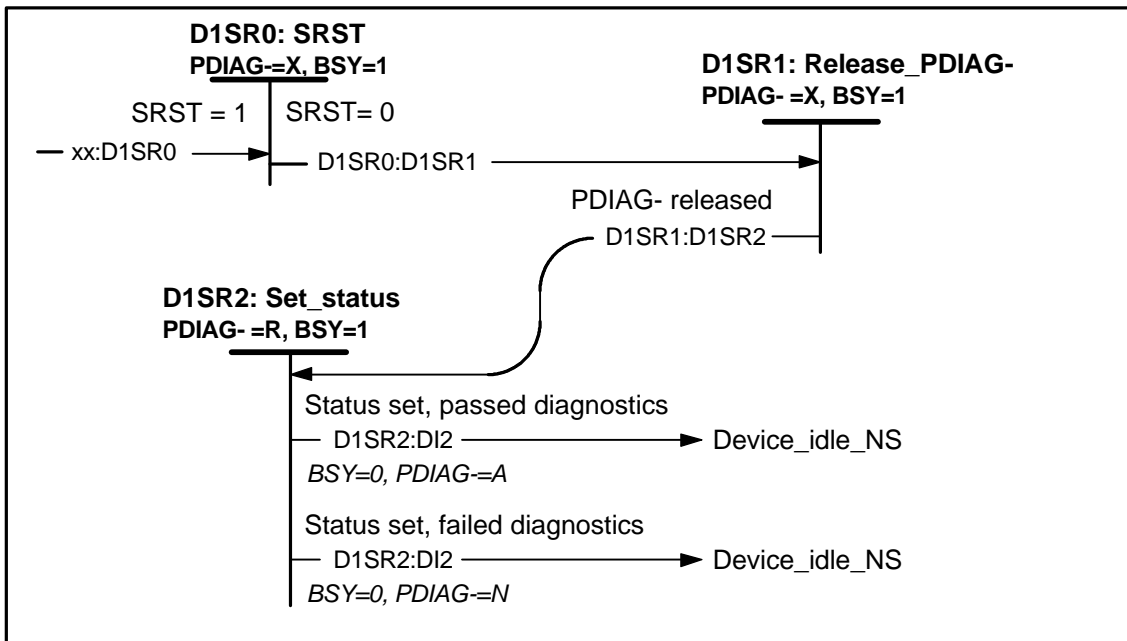 D1SR0: SRST
PDIAG-=X, BSY=1
D1SR1: Release_PDIAG-
PDIAG- =X, BSY=1
SRST = 1
SRST= 0
xx:D1SR0
D1SR0:D1SR1
PDIAG- released
D1SR1:D1SR2
D1SR2: Set_status
PDIAG- =R, BSY=1
Status set, passed diagnostics
D1SR2:DI2
Device_idle_NS
BSY=0, PDIAG-=A
Status set, failed diagnostics
D1SR2:DI2
Device_idle_NS
BSY=0, PDIAG-=N